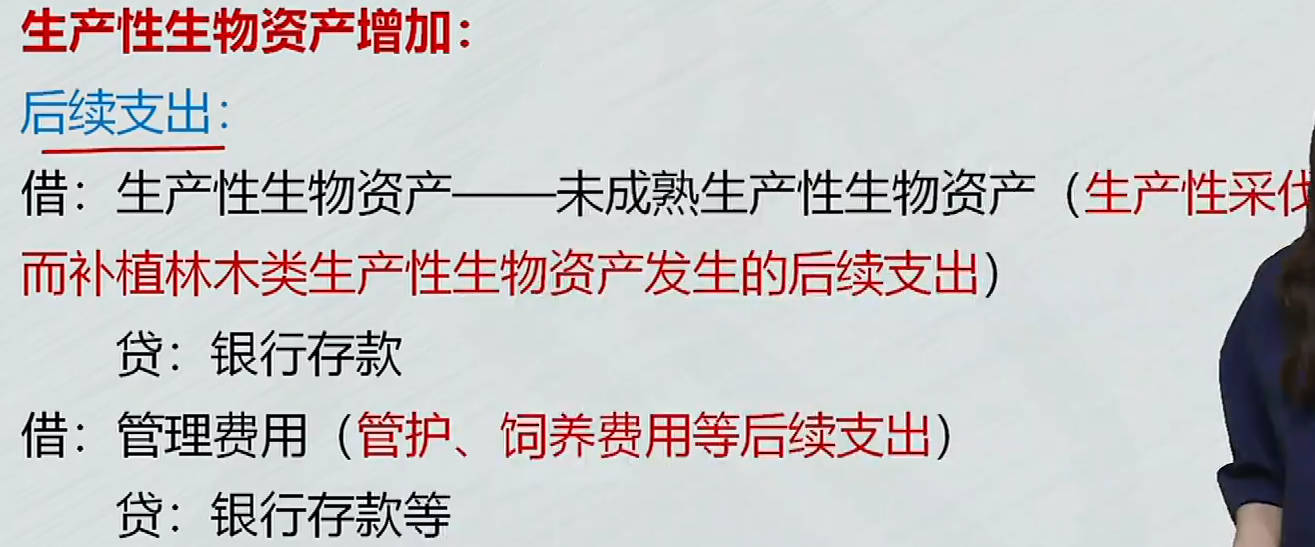 生产性生物资产增加：
后续支出：
借：生产性生物资产——未成熟生产性生物资产（生产性采伐
而补植林木类生产性生物资产发生的后续支出）
贷：银行存款
借：管理费用（管护、饲养费用等后续支出）
贷：银行存款等